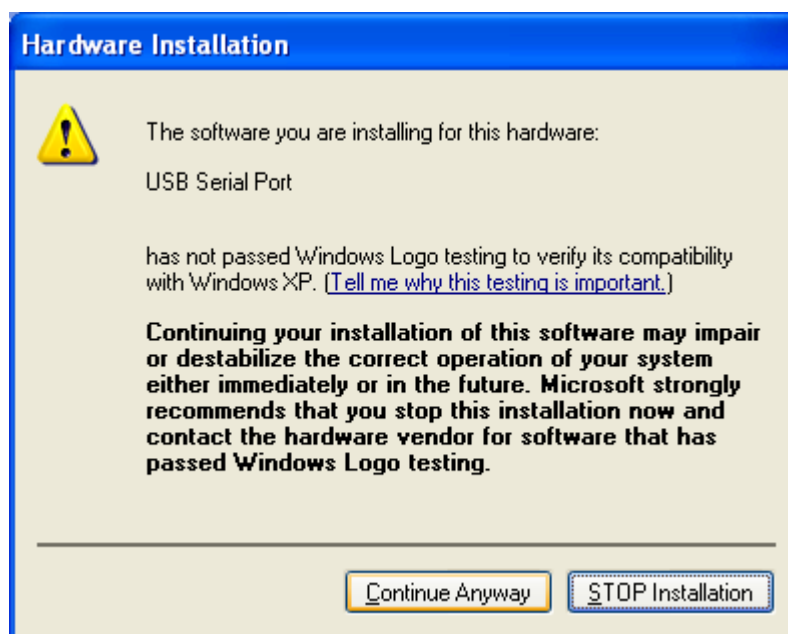 Hardware Installation
The software you are installing for this hardware:
USB Serial Port
has not passed Windows Logo testing to verify its compatibility
with Windows XP. (Tell me why this testing is important.)
Continuing your installation of this software may impair
or destabilize the correct operation of your system
either immediately or in the future. Microsoft strongly
recommends that you stop this installation now and
contact the hardware vendor for software that has
passed Windows Logo testing.
Continue Anyway
STOP Installation